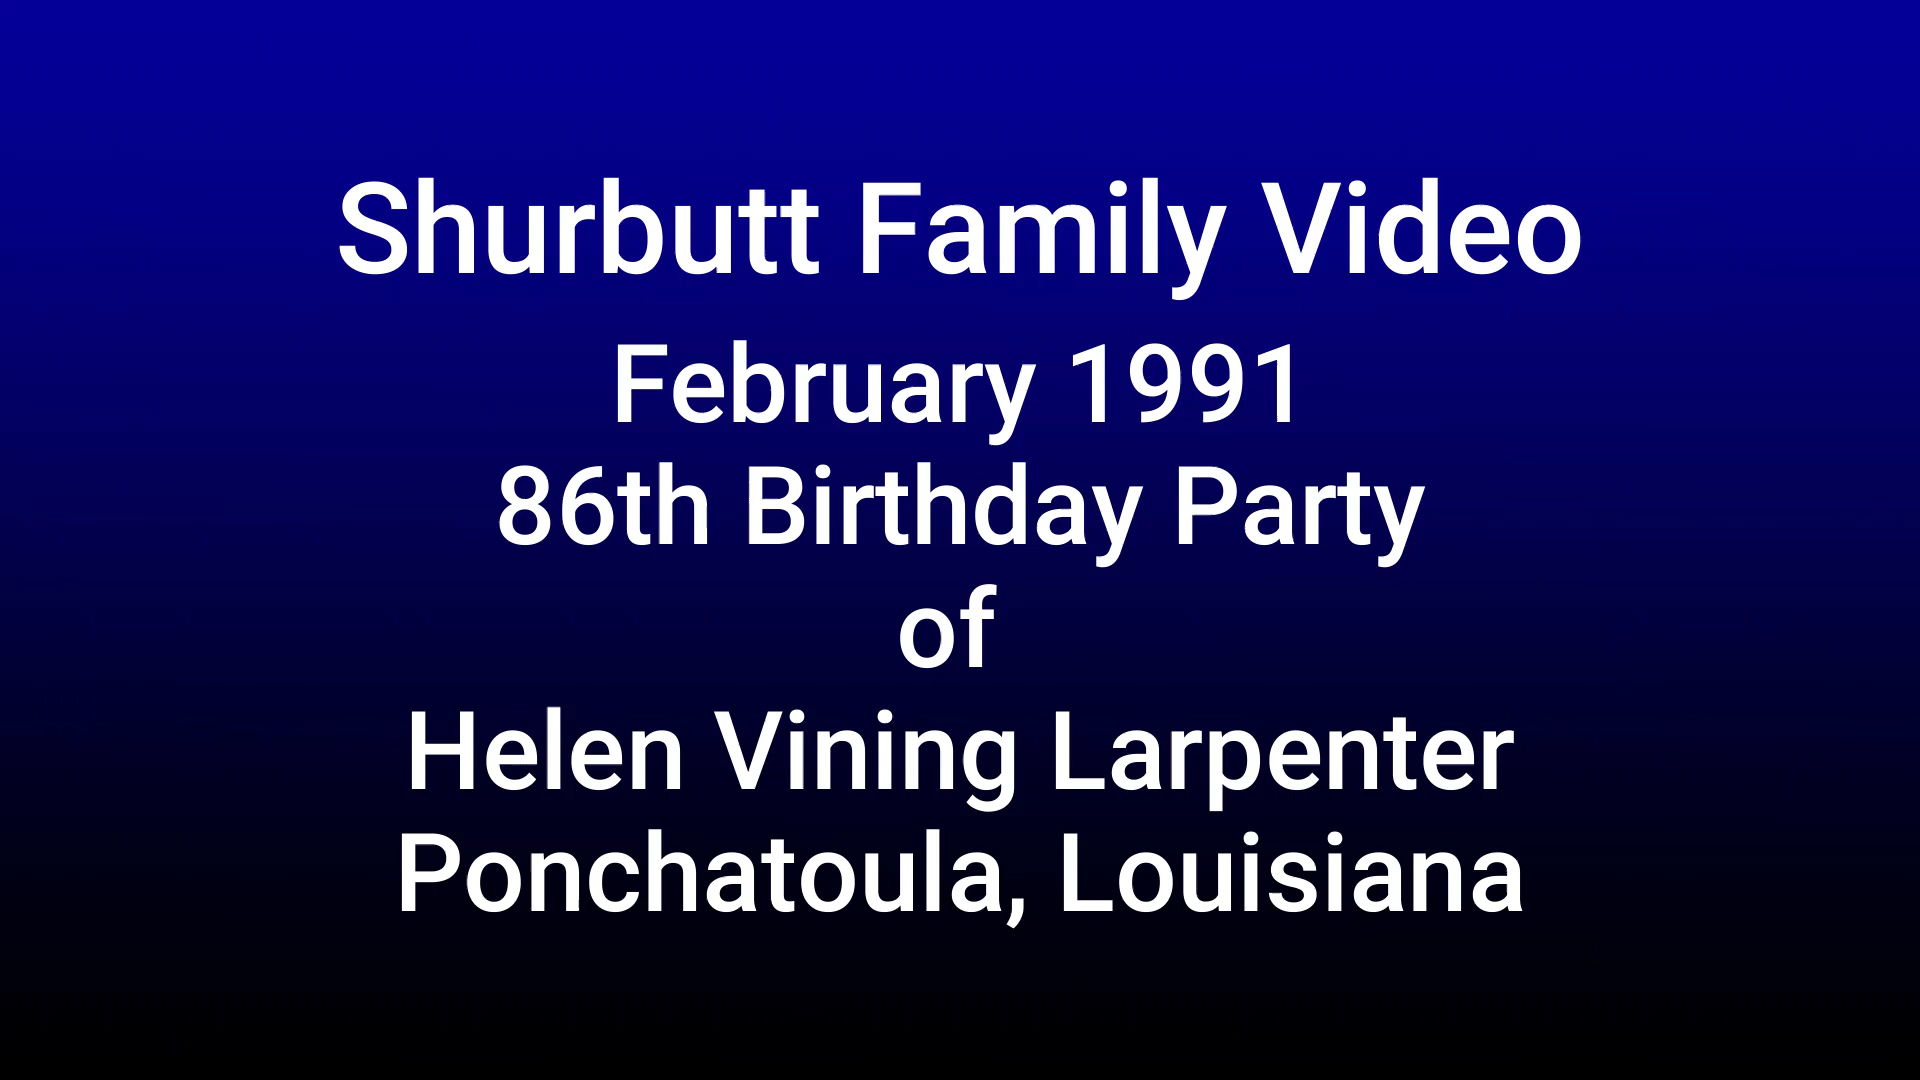 Shurbutt Family Video
February 1991
86th Birthday Party
of
Helen Vining Larpenter
Ponchatoula, Louisiana